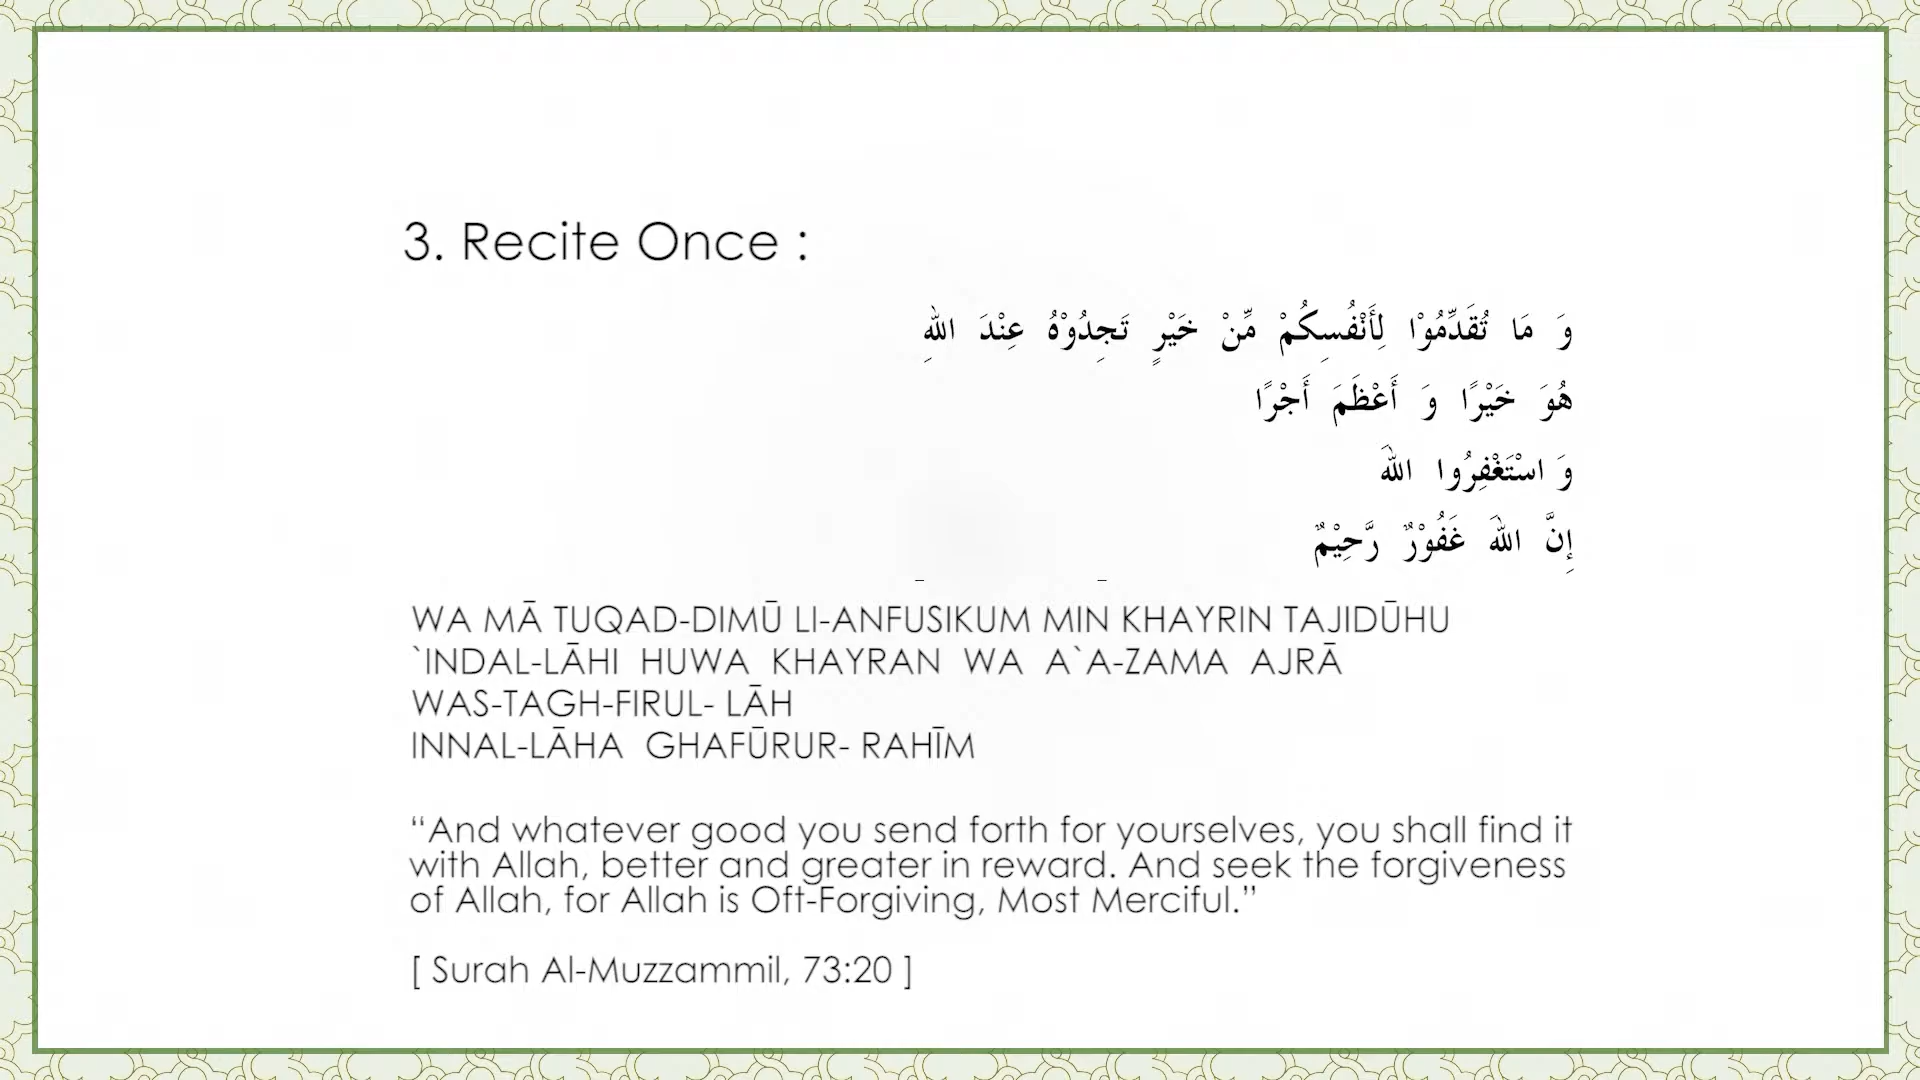 3. Recite Once :
وَ مَا تُقَدِّمُوْا لِأَنْفُسِكُمْ مِّنْ خَيْرٍ تَجِدُوْهُ عِنْدَ اللهِ
هُوَ خَيْرًا وَ أَعْظَمَ أَجْرًا
وَ اسْتَغْفِرُوا اللهَ
إِنَّ اللهَ غَفُوْرٌ رَّحِيْمٌ
WA MĀ TUQAD-DIMŪ LI-ANFUSIKUM MIN KHAYRIN TAJIDŪHU
`INDAL-LĀHI HUWA KHAYRAN WA A`A-ZAMA AJRĀ
WAS-TAGH-FIRUL- LĀH
INNAL-LĀHA GHAFŪRUR- RAHĪM
“And whatever good you send forth for yourselves, you shall find it
with Allah, better and greater in reward. And seek the forgiveness
of Allah, for Allah is Oft-Forgiving, Most Merciful.”
[ Surah Al-Muzzammil, 73:20 ]